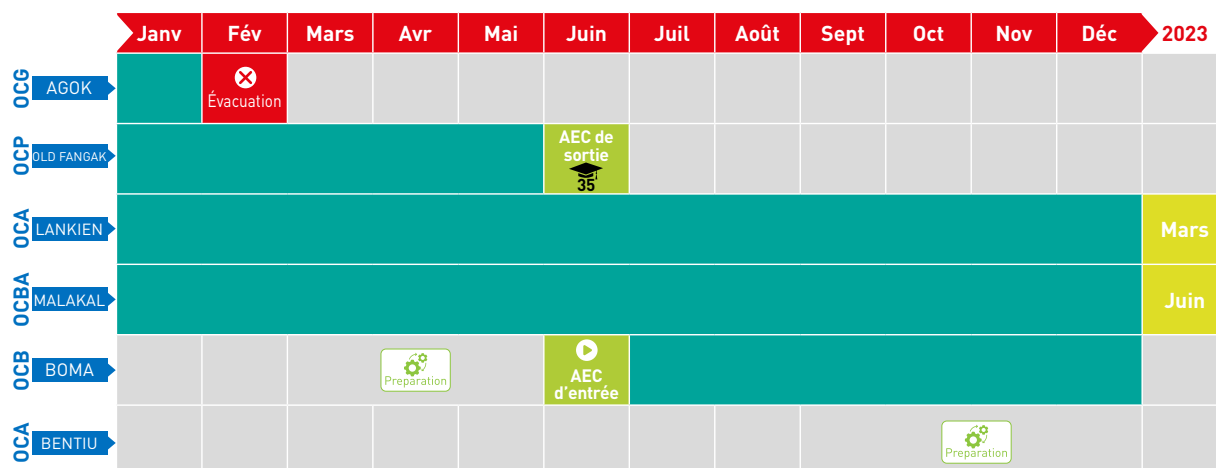 Janv Fév Mars Avr Mai Juin Juil Août Sept Oct Nov Déc 2023
OCG AGOK
Évacuation
OCP OLD FANGAK
AEC de
sortie
35
OCA LANKIEN
Mars
OCBA MALAKAL
Juin
OCB BOMA
Preparation
AEC
d'entrée
OCA BENTIU
Preparation